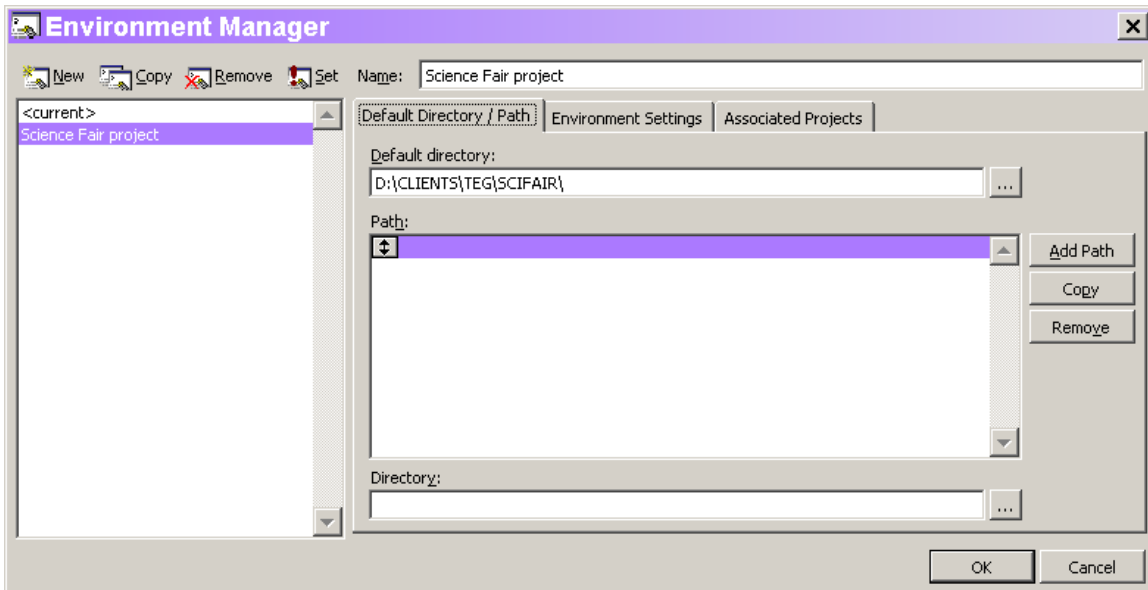 Environment Manager
New Copy Remove Set Name: Science Fair project
<current>
Science Fair project
Default Directory / Path Environment Settings Associated Projects
Default directory:
D:\CLIENTS\TEG\SCIFAIR\ ...
Path:
Add Path
Copy
Remove
Directory:
...
OK Cancel